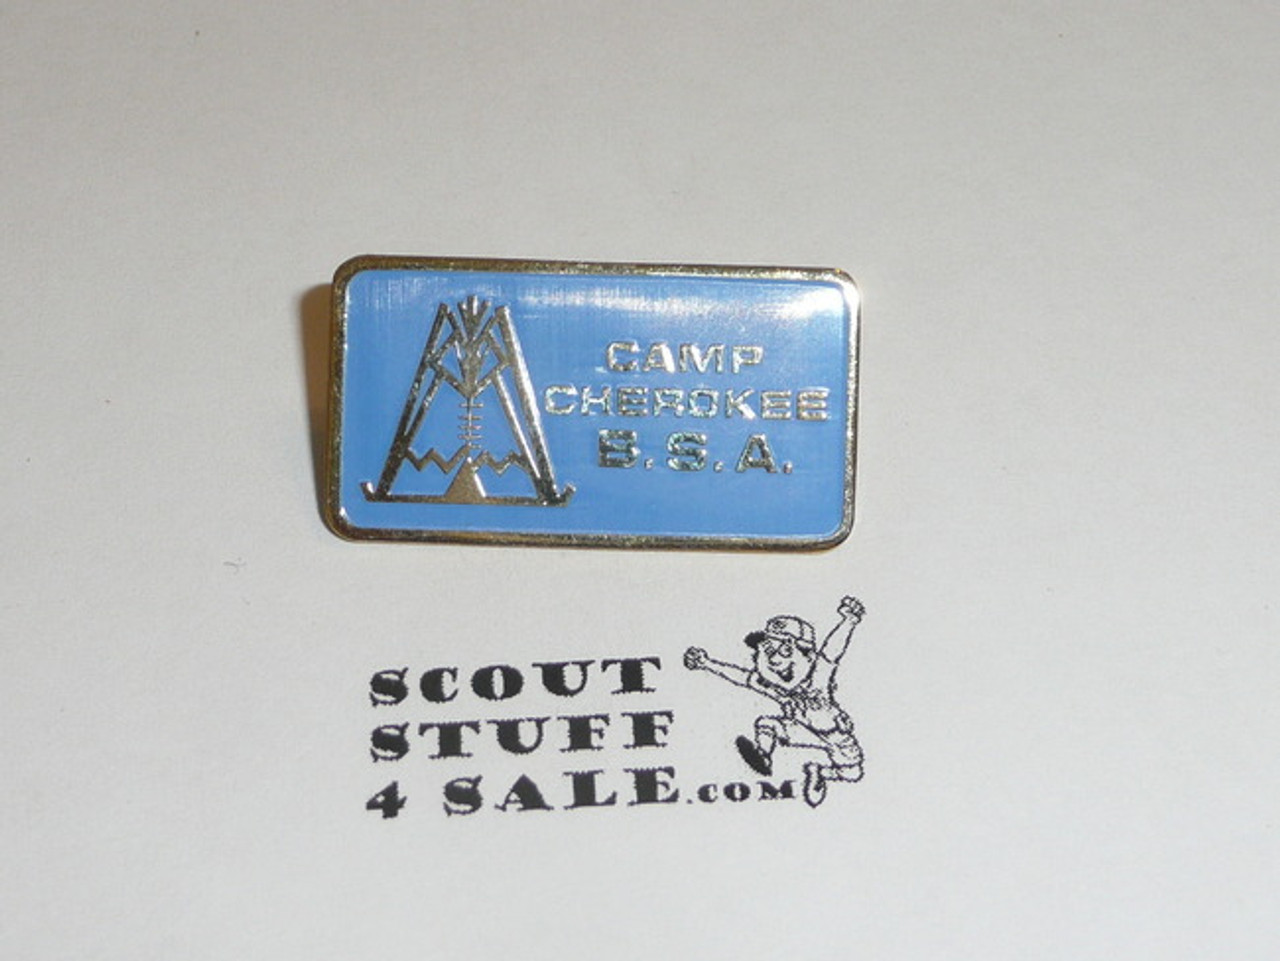 CAMP
CHEROKEE
B.S.A.
SCOUT
STUFF
4 SALE.COM